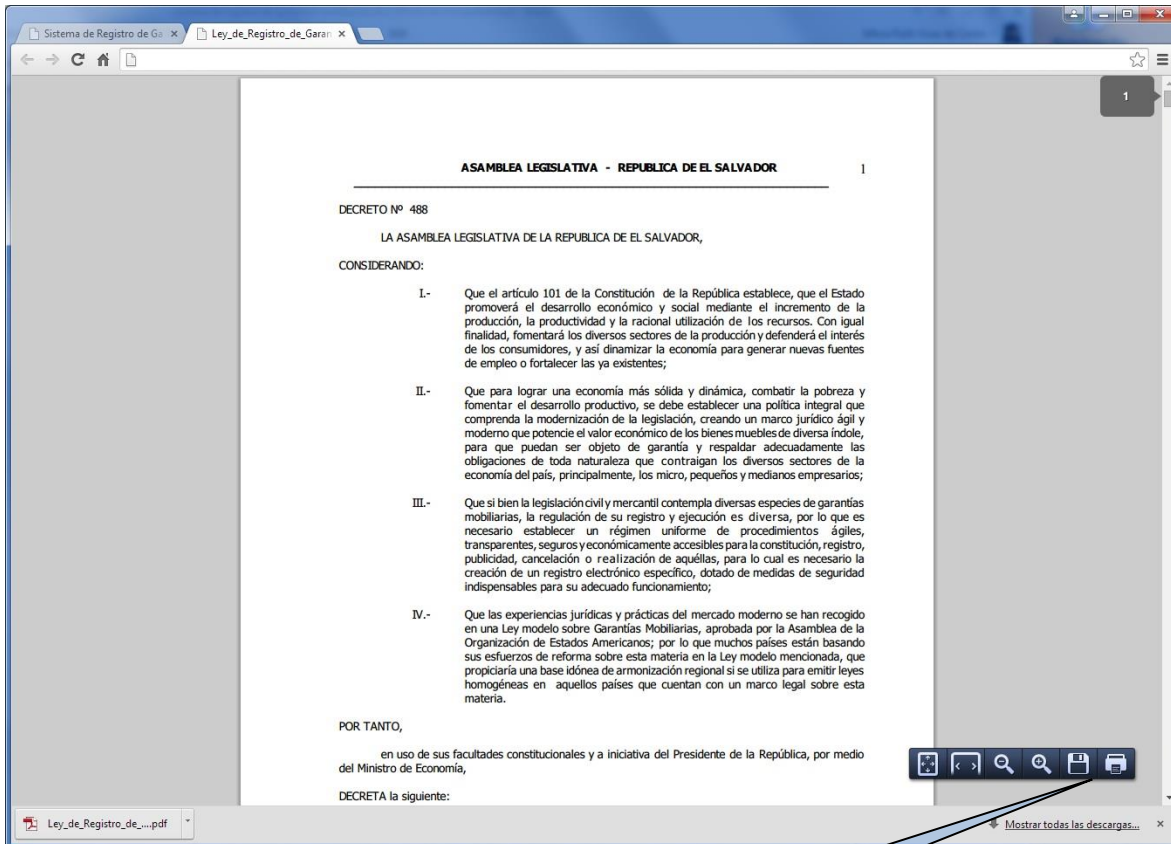 Sistema de Registro de Ga
Ley_de_Registro_de_Garan
1
ASAMBLEA LEGISLATIVA - REPUBLICA DE EL SALVADOR 1
DECRETO Nº 488
LA ASAMBLEA LEGISLATIVA DE LA REPUBLICA DE EL SALVADOR,
CONSIDERANDO:
I.- Que el artículo 101 de la Constitución de la República establece, que el Estado
promoverá el desarrollo económico y social mediante el incremento de la
producción, la productividad y la racional utilización de los recursos. Con igual
finalidad, fomentará los diversos sectores de la producción y defenderá el interés
de los consumidores, y así dinamizar la economía para generar nuevas fuentes
de empleo o fortalecer las ya existentes;
II.- Que para lograr una economía más sólida y dinámica, combatir la pobreza y
fomentar el desarrollo productivo, se debe establecer una política integral que
comprenda la modernización de la legislación, creando un marco jurídico ágil y
moderno que potencie el valor económico de los bienes muebles de diversa índole,
para que puedan ser objeto de garantía y respaldar adecuadamente las
obligaciones de toda naturaleza que contraigan los diversos sectores de la
economía del país, principalmente, los micro, pequeños y medianos empresarios;
III.- Que si bien la legislación civil y mercantil contempla diversas especies de garantías
mobiliarias, la regulación de su registro y ejecución es diversa, por lo que es
necesario establecer un régimen uniforme de procedimientos ágiles,
transparentes, seguros y económicamente accesibles para la constitución, registro,
publicidad, cancelación o realización de aquéllas, para lo cual es necesario la
creación de un registro electrónico específico, dotado de medidas de seguridad
indispensables para su adecuado funcionamiento;
IV.- Que las experiencias jurídicas y prácticas del mercado moderno se han recogido
en una Ley modelo sobre Garantías Mobiliarias, aprobada por la Asamblea de la
Organización de Estados Americanos; por lo que muchos países están basando
sus esfuerzos de reforma sobre esta materia en la Ley modelo mencionada, que
propiciaría una base idónea de armonización regional si se utiliza para emitir leyes
homogéneas en aquellos países que cuentan con un marco legal sobre esta
materia.
POR TANTO,
en uso de sus facultades constitucionales y a iniciativa del Presidente de la República, por medio
del Ministro de Economía,
DECRETA la siguiente:
Ley_de_Registro_de_....pdf
Mostrar todas las descargas...